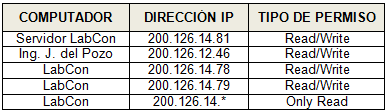 COMPUTADOR DIRECCIÓN IP TIPO DE PERMISO
Servidor LabCon 200.126.14.81 Read/Write
Ing. J. del Pozo 200.126.12.46 Read/Write
LabCon 200.126.14.78 Read/Write
LabCon 200.126.14.79 Read/Write
LabCon 200.126.14.* Only Read